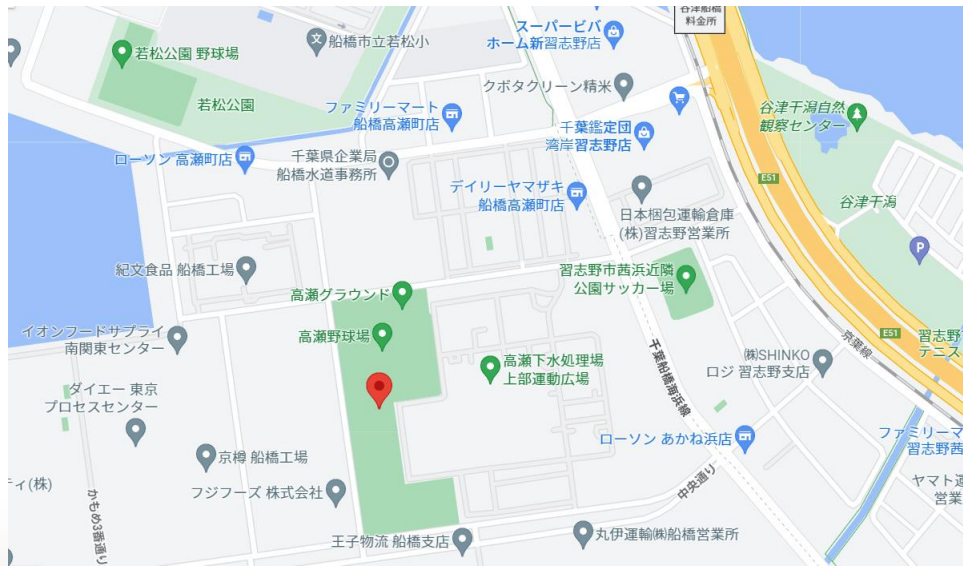 谷津船橋
料金所
スーパービバ
ホーム新習志野店
船橋市立若松小
若松公園 野球場
クボタクリーン精米
若松公園
ファミリーマート
船橋高瀬町店
谷津干潟自然
観察センター
千葉鑑定団
湾岸習志野店
ローソン 高瀬町店
千葉県企業局
船橋水道事務所
E51
デイリーヤマザキ
船橋高瀬町店
谷津干潟
日本梱包運輸倉庫
(株)習志野営業所
P
紀文食品 船橋工場
習志野市茜浜近隣
公園サッカー場
高瀬グラウンド
イオンフードサプライ
南関東センター
高瀬野球場
E51
習志野
テニス
京葉線
千葉船橋海浜線
高瀬下水処理場
上部運動広場
㈱SHINKO
ロジ 習志野支店
ダイエー 東京
プロセスセンター
ローソン あかね浜店
ファミリーマ
習志野茜
京樽 船橋工場
中央通り
ティ(株)
フジフーズ 株式会社
ヤマト運
営業
かもめ3番通り
王子物流 船橋支店
丸伊運輸㈱船橋営業所